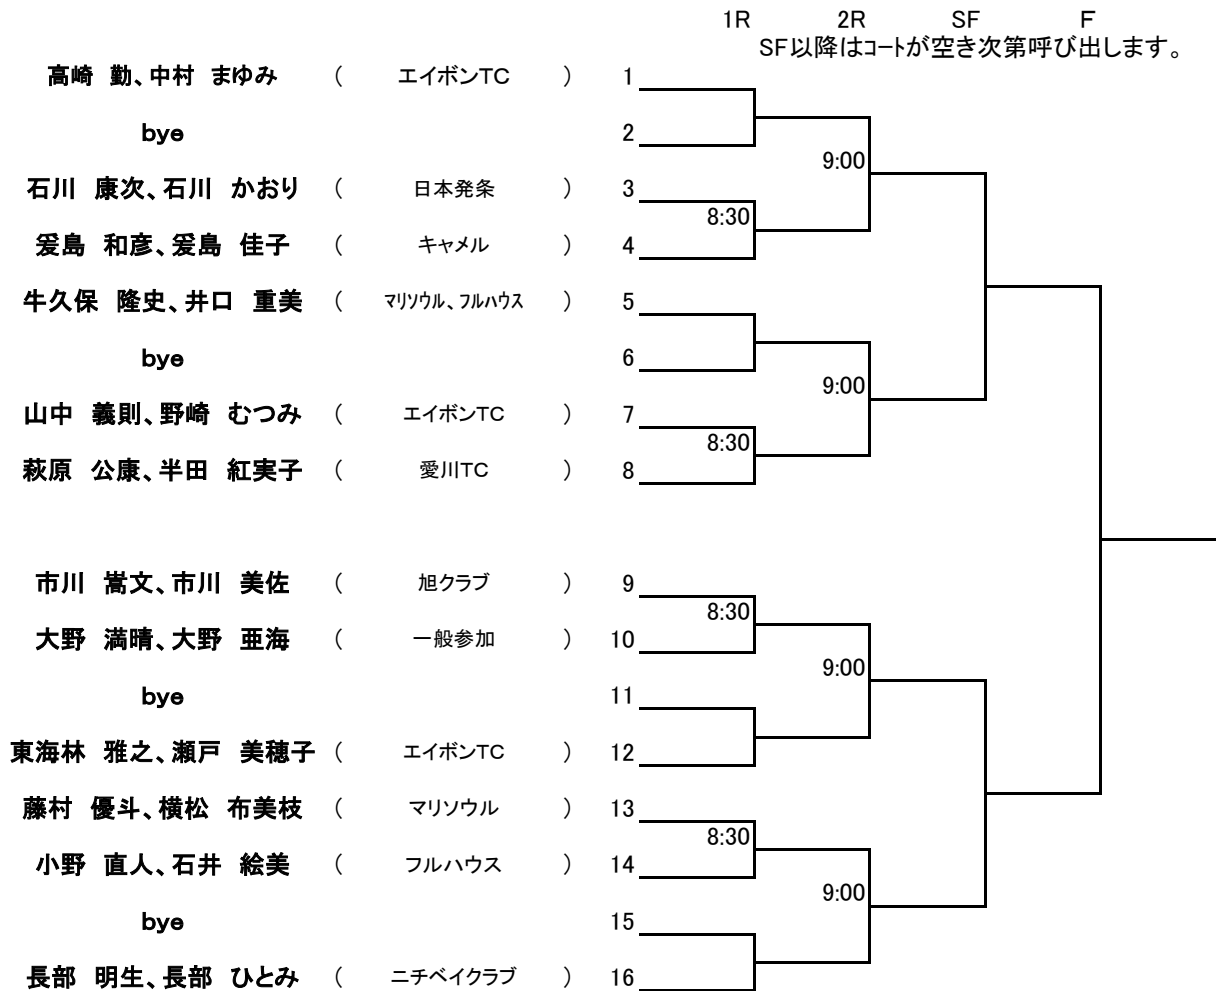 1R 2R SF F
SF以降はコートが空き次第呼び出します。
高崎 勤、中村 まゆみ ( エイボンTC ) 1
bye 2
9:00
石川 康次、石川 かおり ( 日本発条 ) 3
8:30
爰島 和彦、爰島 佳子 ( キャメル ) 4
牛久保 隆史、井口 重美 ( マリソウル、フルハウス ) 5
bye 6
9:00
山中 義則、野崎 むつみ ( エイボンTC ) 7
8:30
萩原 公康、半田 紅実子 ( 愛川TC ) 8
市川 嵩文、市川 美佐 ( 旭クラブ ) 9
8:30
大野 満晴、大野 亜海 ( 一般参加 ) 10
9:00
bye 11
東海林 雅之、瀬戸 美穂子 ( エイボンTC ) 12
藤村 優斗、横松 布美枝 ( マリソウル ) 13
8:30
小野 直人、石井 絵美 ( フルハウス ) 14
9:00
bye 15
長部 明生、長部 ひとみ ( ニチベイクラブ ) 16